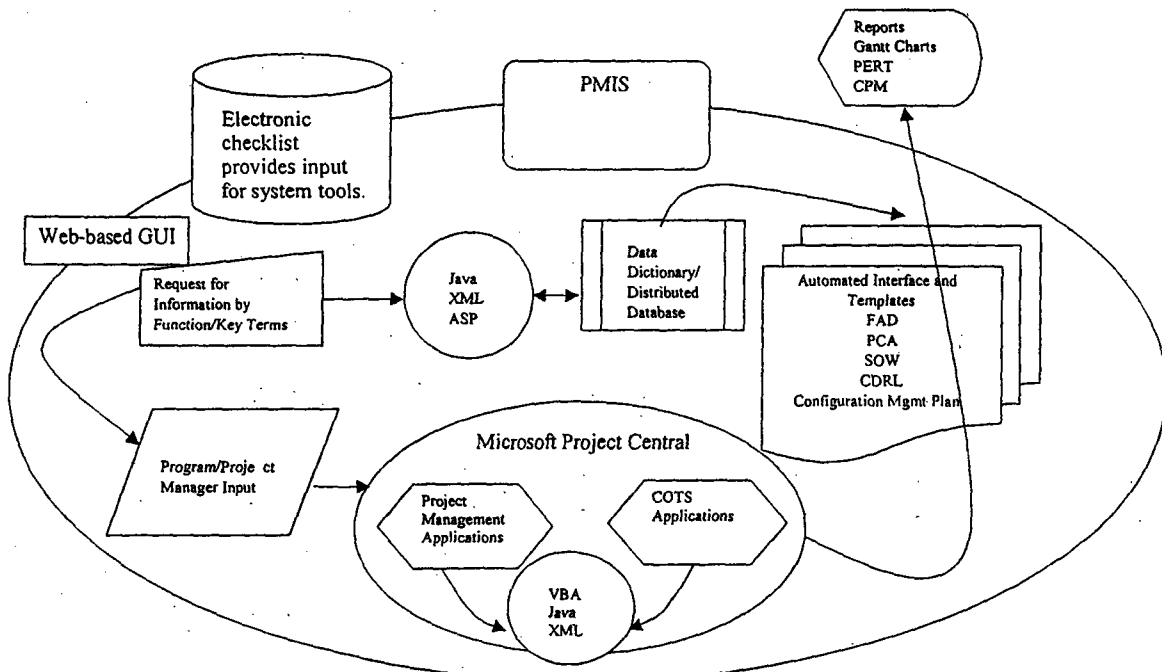 Reports
Gantt Charts
PERT
CPM
PMIS
Electronic
checklist
provides input
for system tools.
Web-based GUI
Request for
Information by
Function/Key Terms
Java
XML
ASP
Data
Dictionary/
Distributed
Database
Automated Interface and
Templates
FAD
PCA
SOW
CDRL
Configuration Mgmt Plan
Program/Proje ct
Manager Input
Microsoft Project Central
Project
Management
Applications
COTS
Applications
VBA
Java
XML